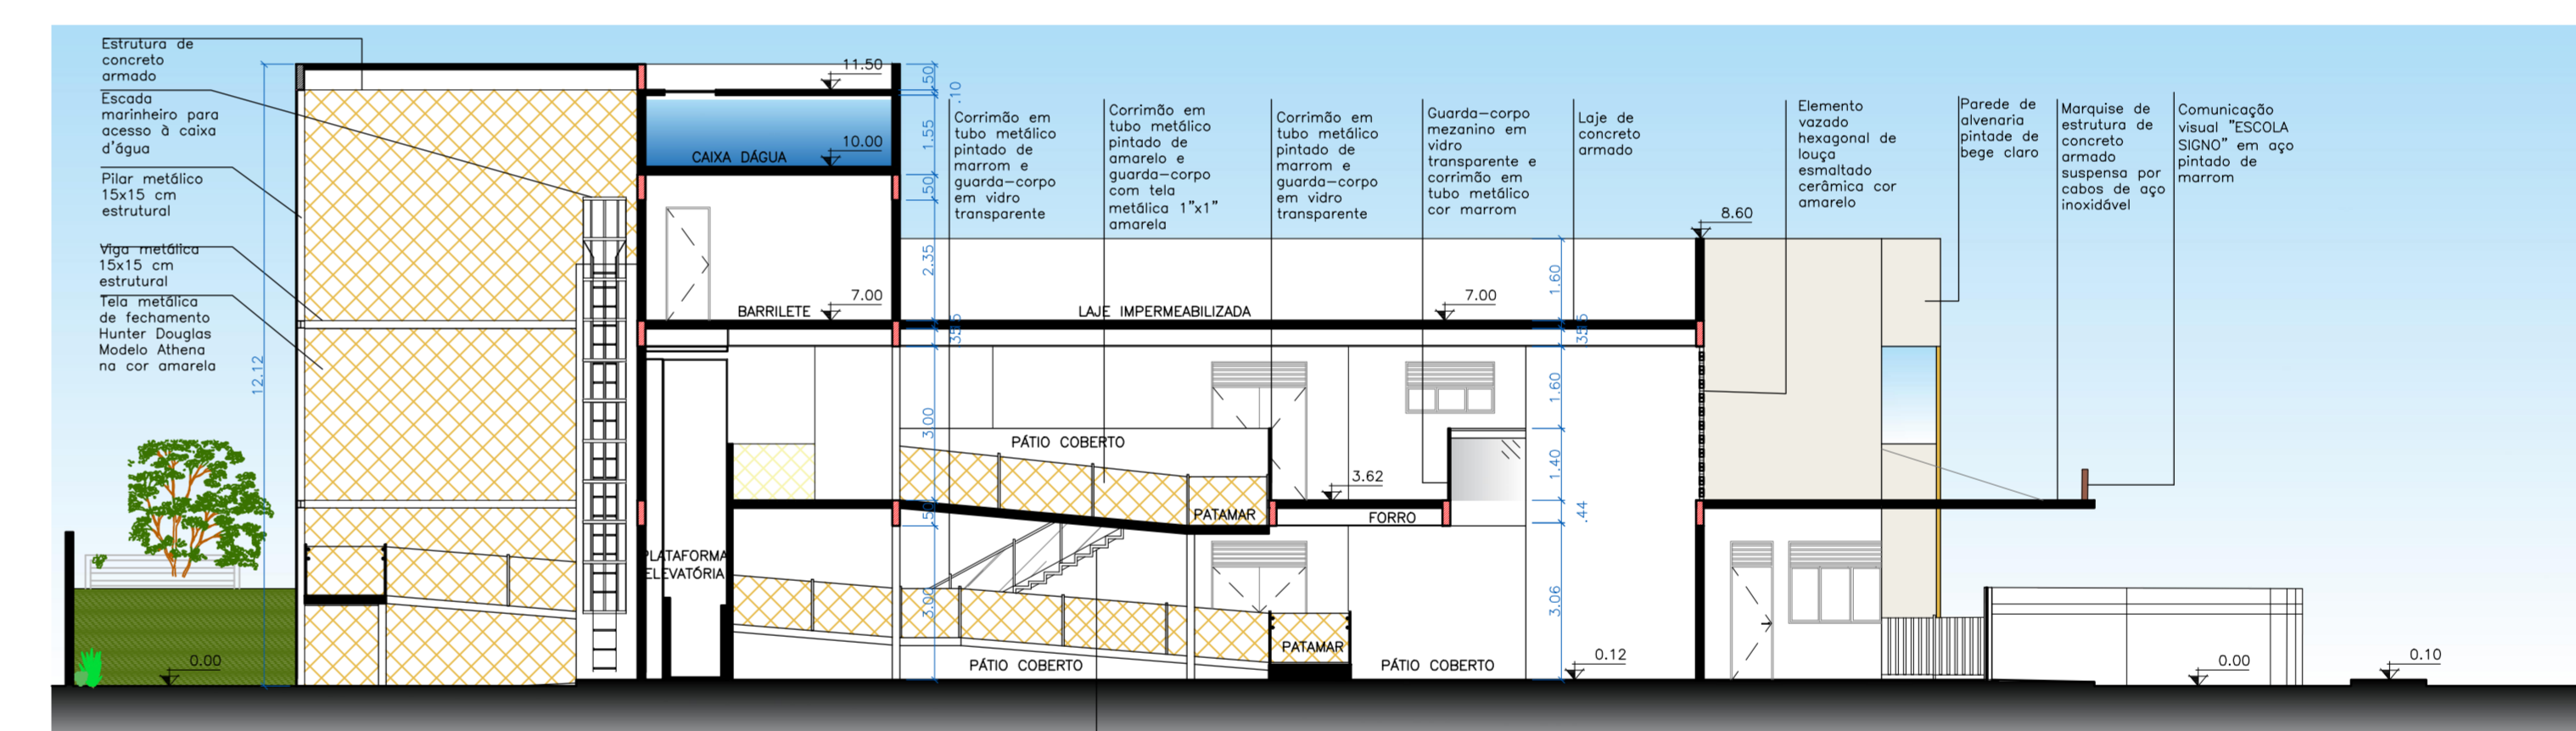 Estrutura de
concreto
armado
Escada
marinheiro para
acesso à caixa
d'água
Pilar metálico
15x15 cm
estrutural
Viga metálica
15x15 cm
estrutural
Tela metálica
de fechamento
Hunter Douglas
Modelo Athena
na cor amarela
12.12
0.00
11.50
CAIXA DÁGUA
10.00
BARRILETE
7.00
PLATAFORMA
ELEVATÓRIA
.50
.10
1.55
.50
2.35
.35
.15
3.00
.50
3.00
Corrimão em
tubo metálico
pintado de
marrom e
guarda-corpo
em vidro
transparente
Corrimão em
tubo metálico
pintado de
amarelo e
guarda-corpo
com tela
metálica 1"x1"
amarela
Corrimão em
tubo metálico
pintado de
marrom e
guarda-corpo
em vidro
transparente
Guarda-corpo
mezanino em
vidro
transparente e
corrimão em
tubo metálico
cor marrom
Laje de
concreto
armado
LAJE IMPERMEABILIZADA
7.00
8.60
PÁTIO COBERTO
PATAMAR
3.62
FORRO
PÁTIO COBERTO
PATAMAR
PÁTIO COBERTO
1.60
.35
.15
1.60
1.40
.44
3.06
0.12
Elemento
vazado
hexagonal de
louça
esmaltado
cerâmica cor
amarelo
Parede de
alvenaria
pintade de
bege claro
Marquise de
estrutura de
concreto
armado
suspensa por
cabos de aço
inoxidável
Comunicação
visual "ESCOLA
SIGNO" em aço
pintado de
marrom
0.00
0.10